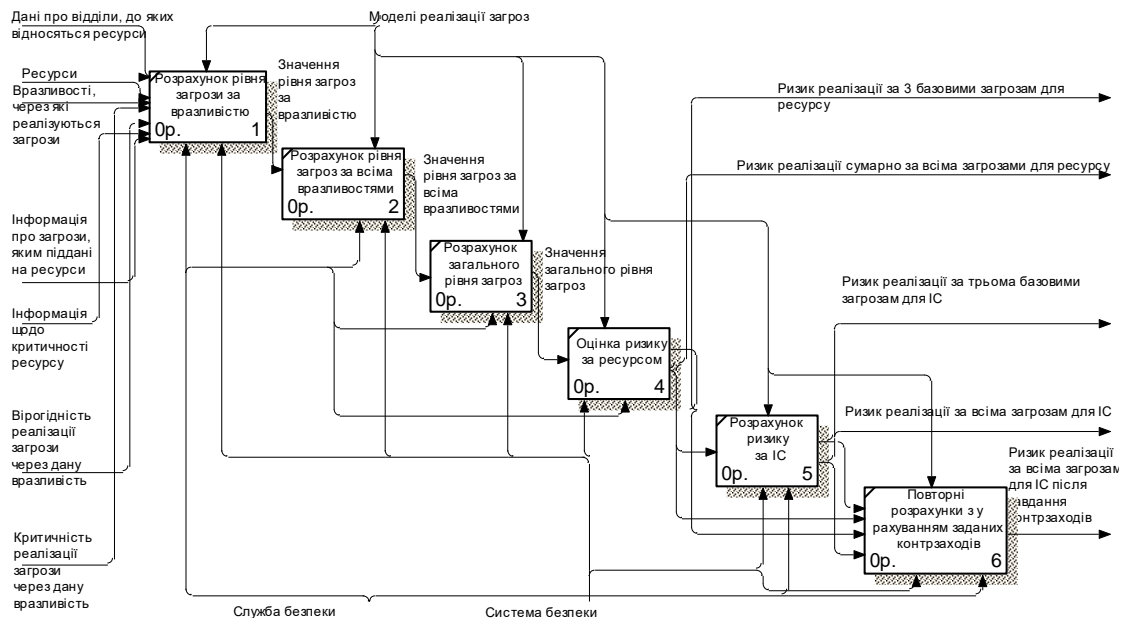 Дані про відділи, до яких
відносяться ресурси
Моделі реалізації загроз
Ресурси
Вразливості,
через які
реалізуються
загрози
Розрахунок рівня
загрози за
вразливістю
0р. 1
Значення
рівня загроз
за
вразливістю
Ризик реалізації за 3 базовими загрозам для
ресурсу
Розрахунок рівня
загроз за всіма
вразливостями
0р. 2
Значення
рівня загроз за
всіма
вразливостями
Ризик реалізації сумарно за всіма загрозами для ресурсу
Інформація
про загрози,
яким піддані
на ресурси
Розрахунок
загального
рівня загроз
0р. 3
Значення
загального рівня
загроз
Ризик реалізації за трьома базовими
загрозам для ІС
Інформація
щодо
критичності
ресурсу
Оцінка ризику
за ресурсом
0р. 4
Вірогідність
реалізації
загрози
через дану
вразливість
Розрахунок
ризику
за ІС
0р. 5
Ризик реалізації за всіма загрозам для ІС
Ризик реалізації
за всіма загрозам
для ІС після
авдання
онтрзаходів
Повторні
розрахунки з у
рахуванням заданих
контрзаходів
0р. 6
Критичність
реалізації
загрози
через дану
вразливість
Служба безпеки
Система безпеки